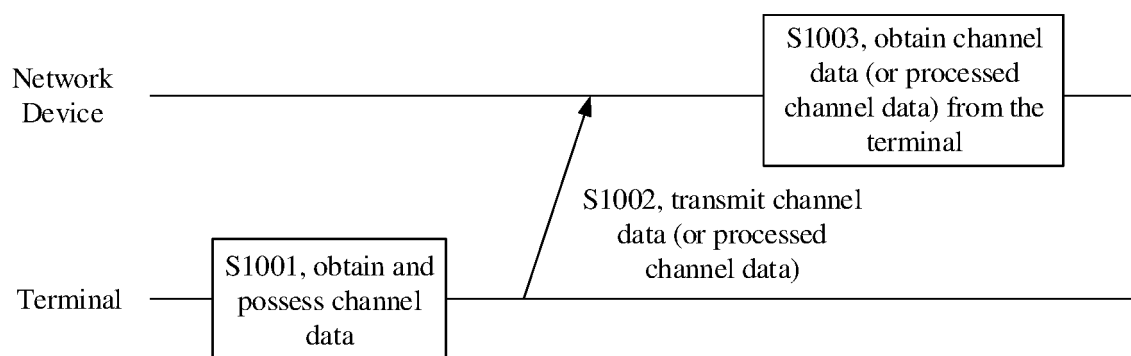 Network
Device
S1003, obtain channel
data (or processed
channel data) from the
terminal
S1002, transmit channel
data (or processed
channel data)
Terminal
S1001, obtain and
possess channel
data